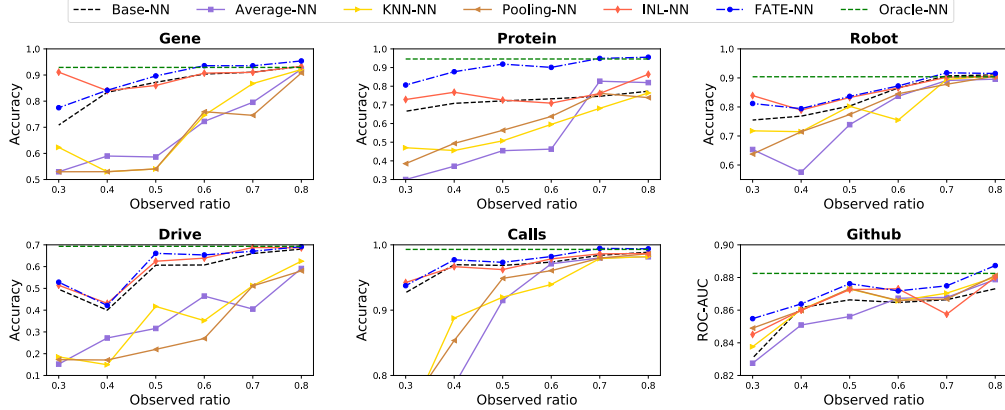 Base-NN Average-NN KNN-NN Pooling-NN INL-NN FATE-NN Oracle-NN
Gene
Accuracy
1.0
0.9
0.8
0.7
0.6
0.5
0.3 0.4 0.5 0.6 0.7 0.8
Observed ratio
Protein
Accuracy
1.0
0.9
0.8
0.7
0.6
0.5
0.4
0.3
0.3 0.4 0.5 0.6 0.7 0.8
Observed ratio
Robot
Accuracy
1.0
0.9
0.8
0.7
0.6
0.3 0.4 0.5 0.6 0.7 0.8
Observed ratio
Drive
Accuracy
0.7
0.6
0.5
0.4
0.3
0.2
0.1
0.3 0.4 0.5 0.6 0.7 0.8
Observed ratio
Calls
Accuracy
1.0
0.9
0.8
0.3 0.4 0.5 0.6 0.7 0.8
Observed ratio
Github
ROC-AUC
0.90
0.88
0.86
0.84
0.82
0.3 0.4 0.5 0.6 0.7 0.8
Observed ratio